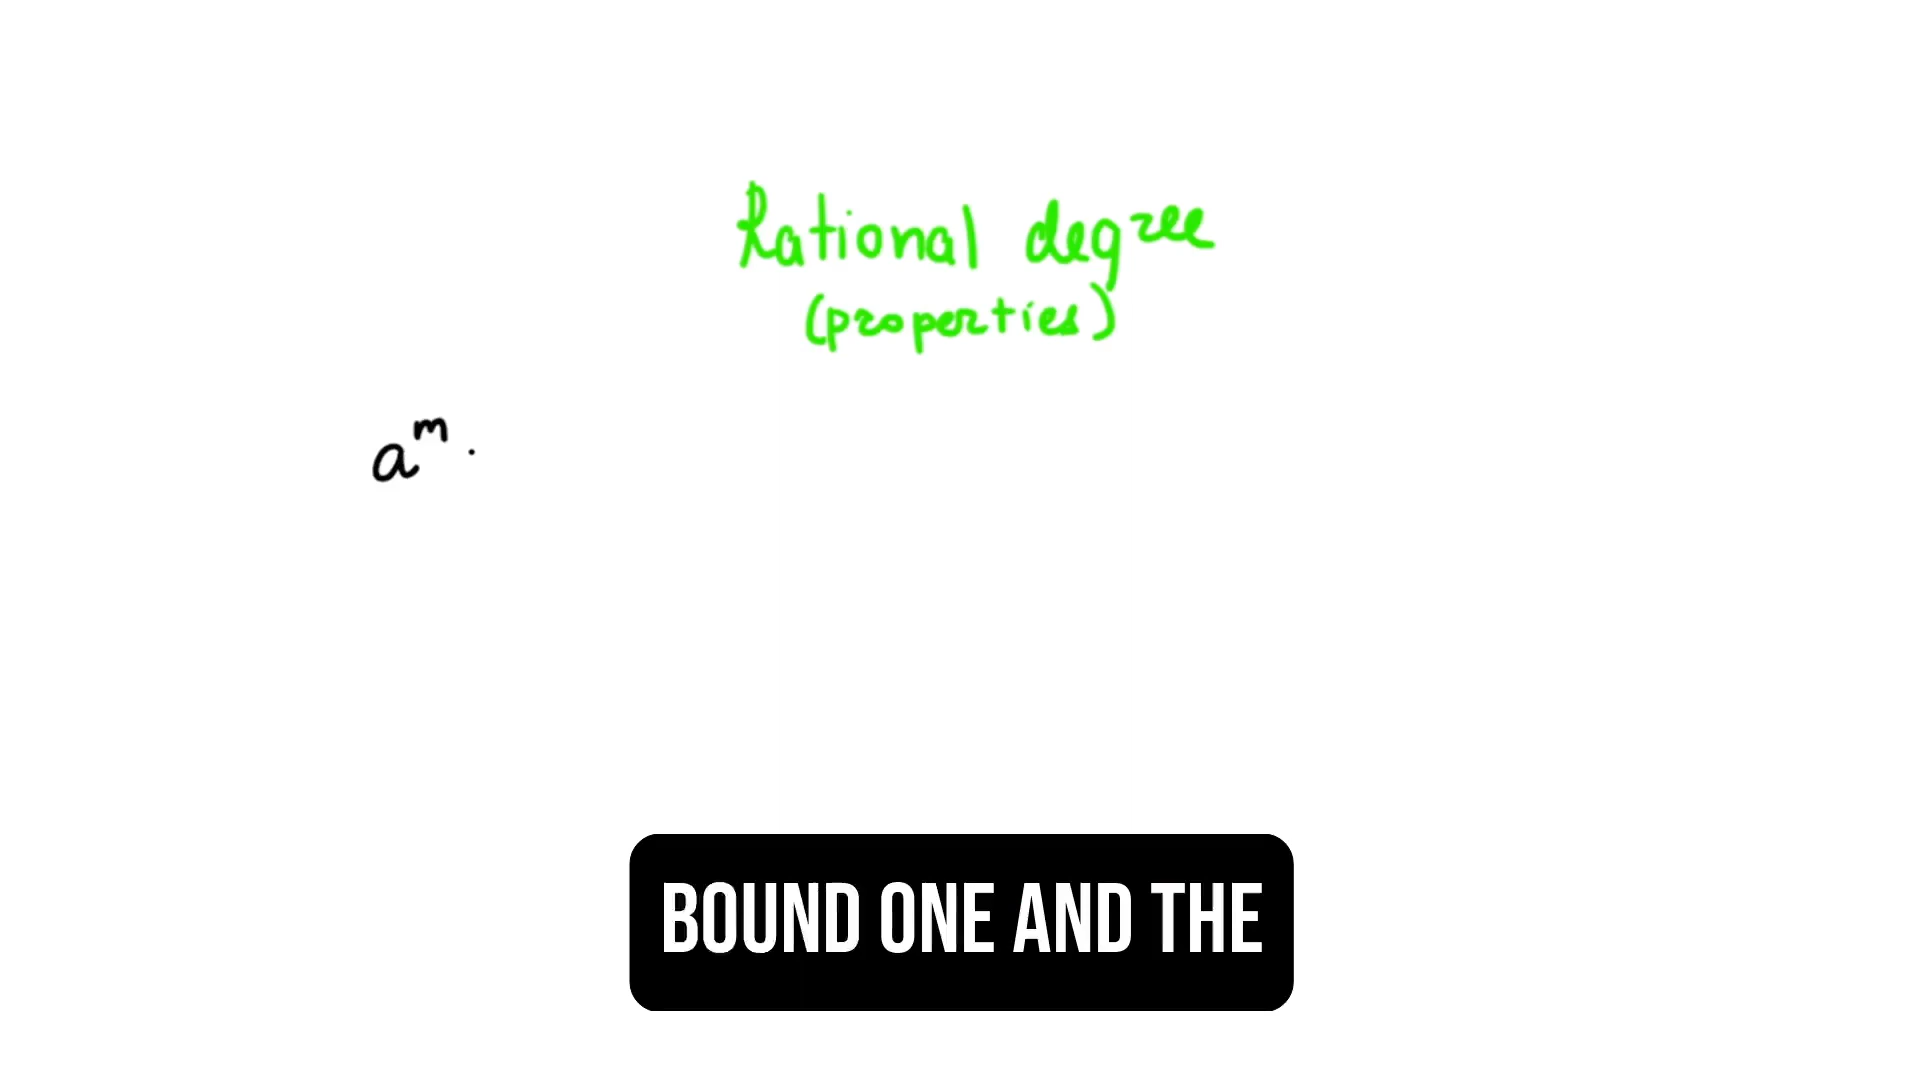 Rational degree
(properties)
a^m ·
BOUND ONE AND THE